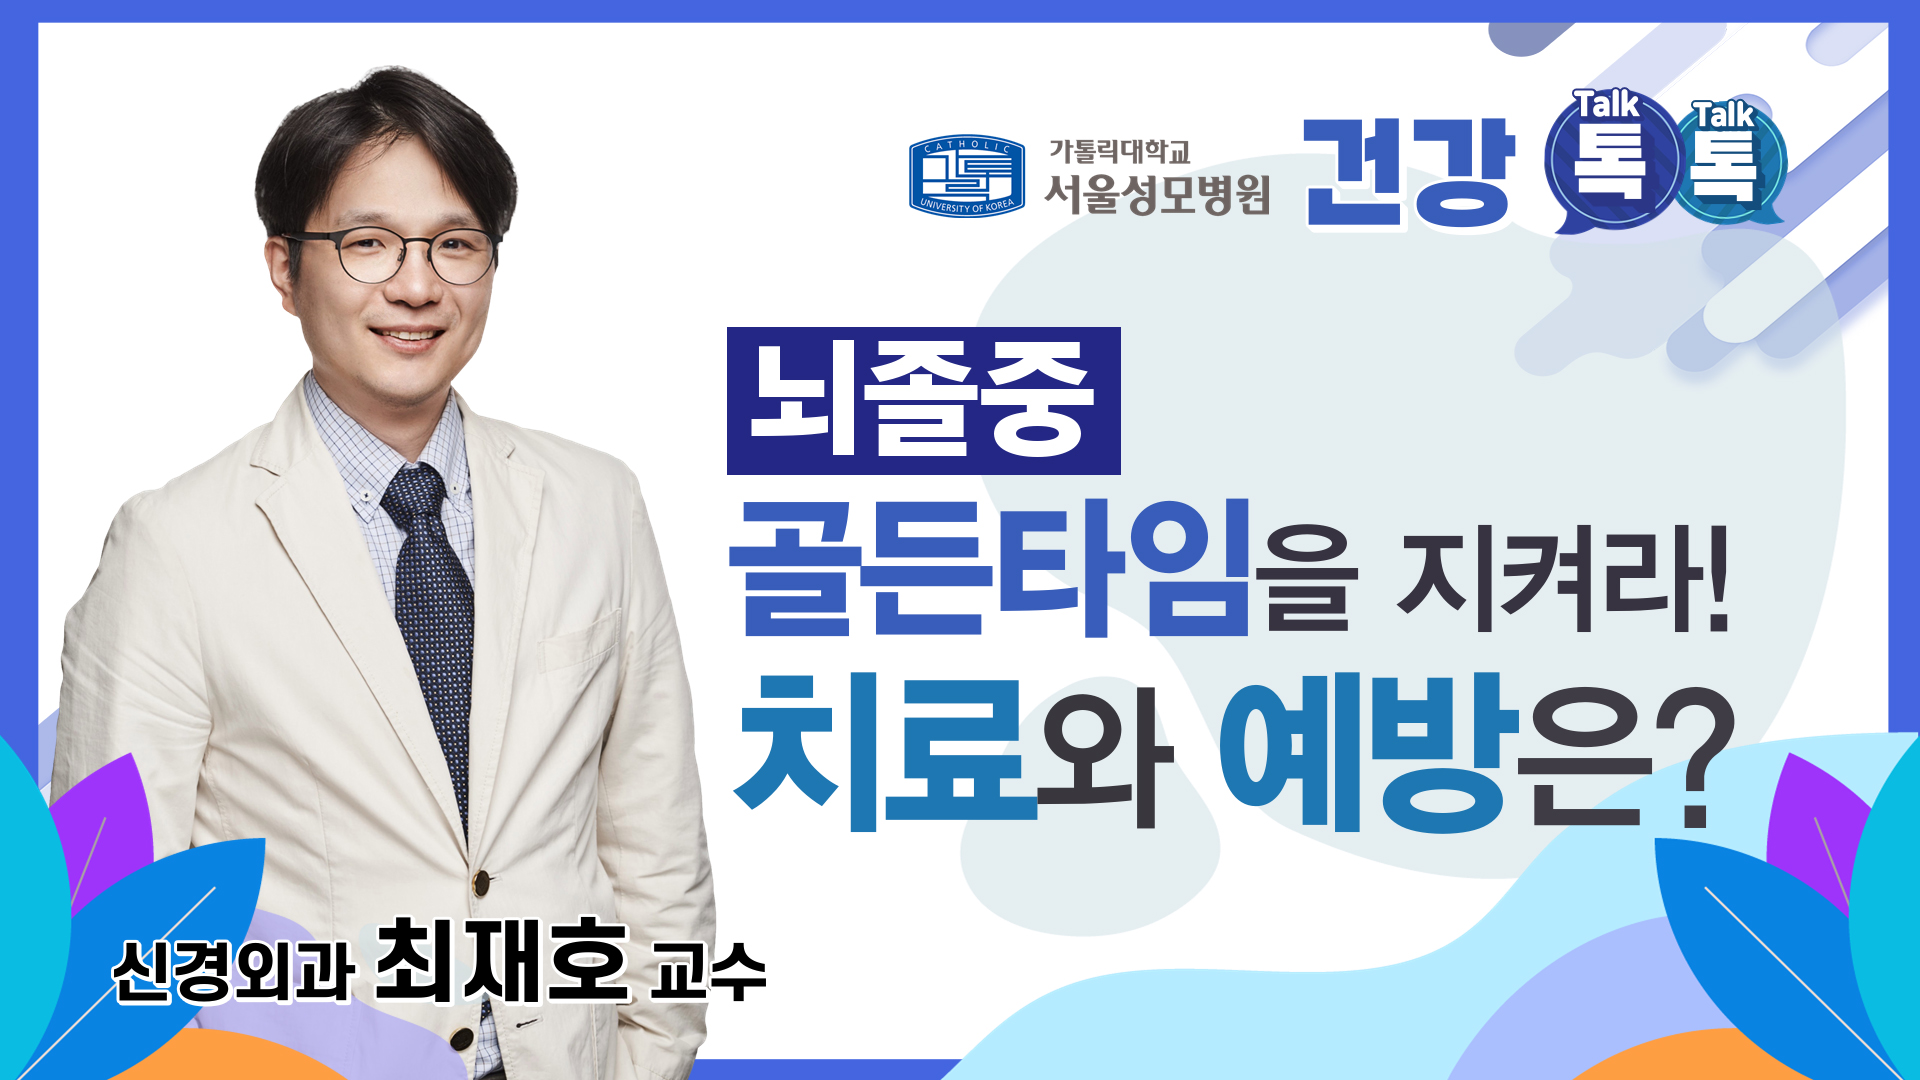 CATHOLIC
UNIVERSITY OF KOREA
가톨릭대학교
서울성모병원
건강
Talk
톡
Talk
톡
뇌졸중
골든타임을 지켜라!
치료와 예방은?
신경외과 최재호 교수